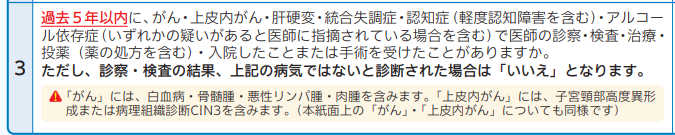 過去５年以内に、がん・上皮内がん・肝硬変・統合失調症・認知症（軽度認知障害を含む）・アルコー
ル依存症（いずれかの疑いがあると医師に指摘されている場合を含む）で医師の診察・検査・治療・
投薬（薬の処方を含む）・入院したことまたは手術を受けたことがありますか。
3
ただし、診察・検査の結果、上記の病気ではないと診断された場合は「いいえ」となります。
「がん」には、白血病・骨髄腫・悪性リンパ腫・肉腫を含みます。「上皮内がん」には、子宮頸部高度異形
成または病理組織診断CIN3を含みます。（本紙面上の「がん」・「上皮内がん」についても同様です）